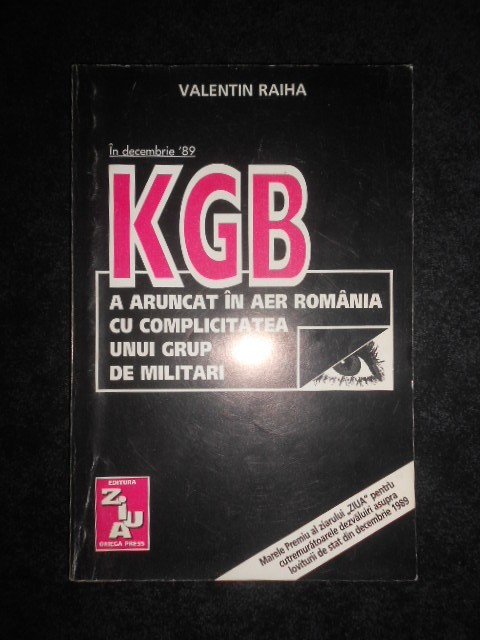 VALENTIN RAIHA
În decembrie '89
KGB
A ARUNCAT ÎN AER ROMÂNIA
CU COMPLICITATEA
UNUI GRUP
DE MILITARI
EDITURA
ZIUA
OMEGA PRESS
Marele Premiu al ziarului „ZIUA” pentru
cutremurătoarele dezvăluiri asupra
loviturii de stat din decembrie 1989